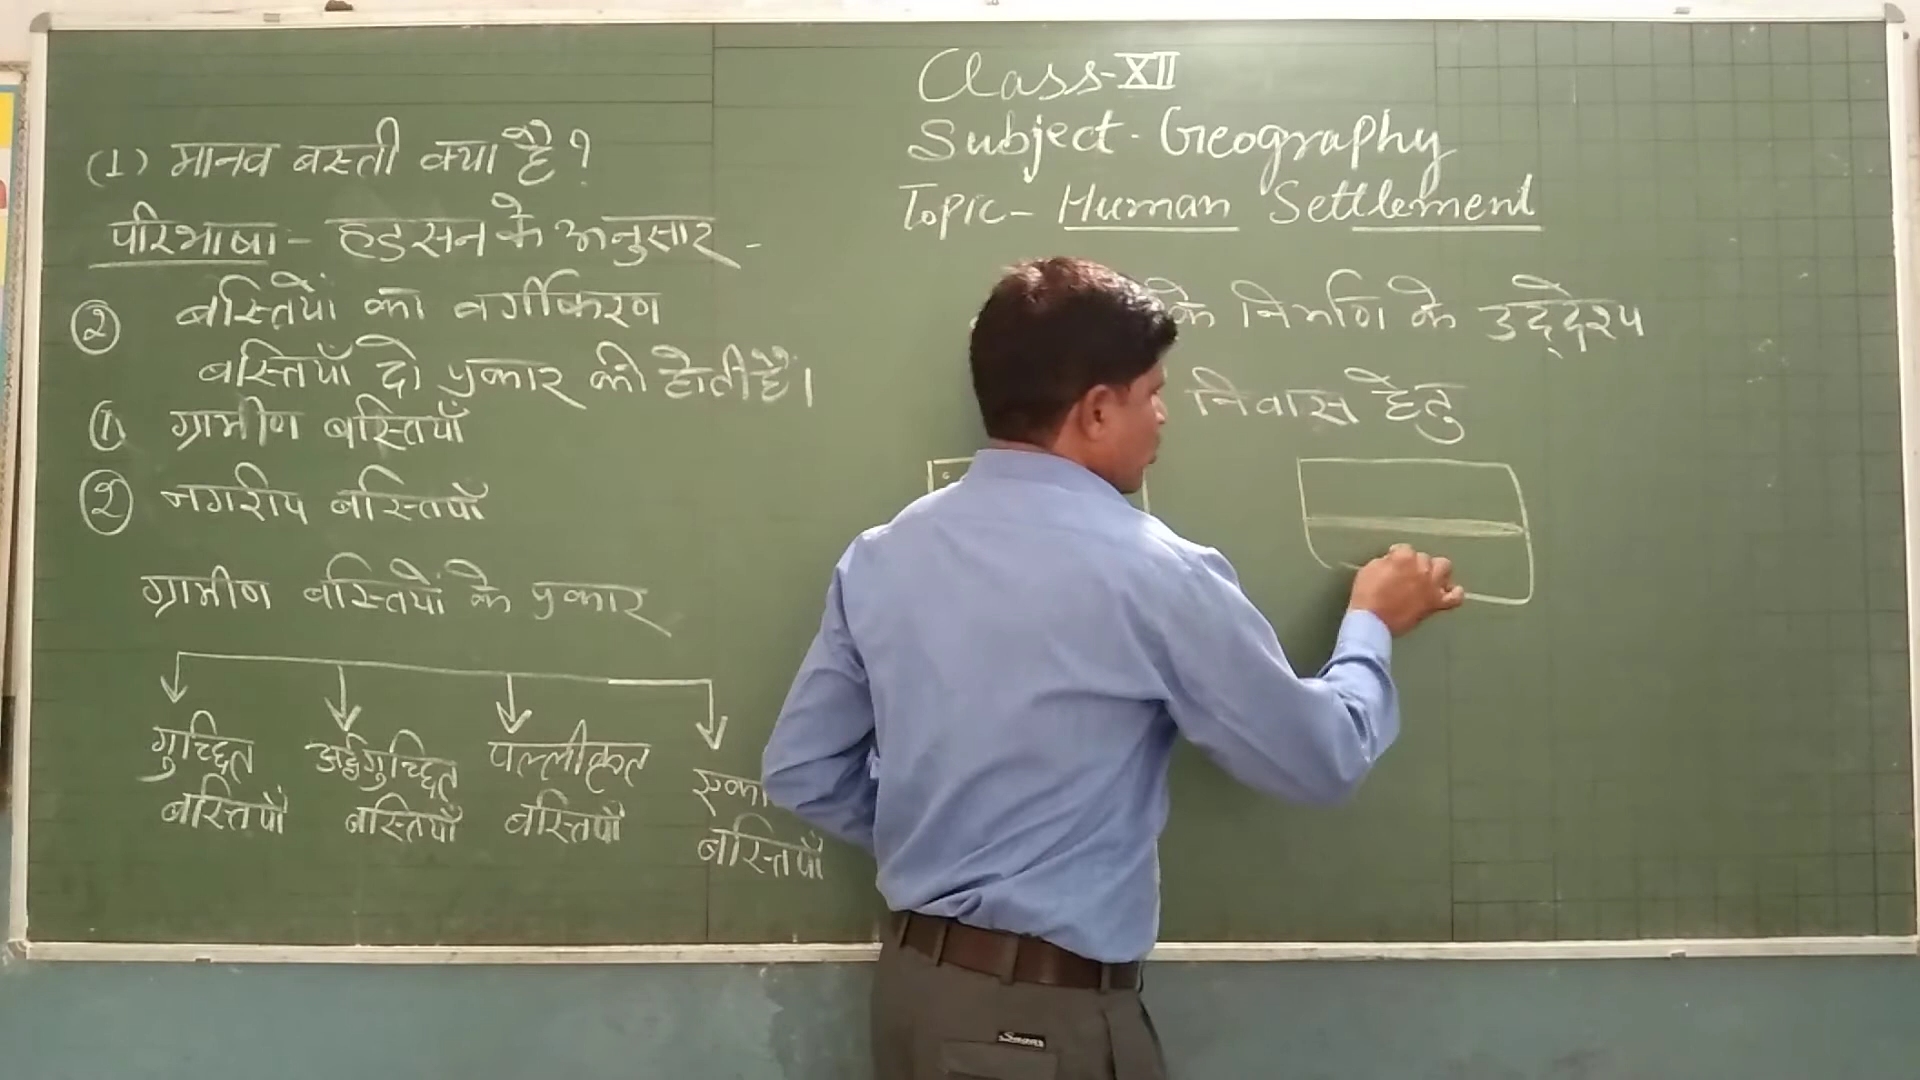 (1) मानव बस्ती क्या है ?
परिभाषा - हडसन के अनुसार -
② बस्तियों का वर्गीकरण
बस्तियाँ दो प्रकार की होती हैं।
① ग्रामीण बस्तियाँ
② नगरीय बस्तियाँ
ग्रामीण बस्तियों के प्रकार
गुच्छित बस्तियाँ
अर्द्धगुच्छित बस्तियाँ
पल्लीकृत बस्तियाँ
बस्तियाँ
Class-XII
Subject - Geography
Topic - Human Settlement
के निर्माण के उद्देश्य
निवास हेतु